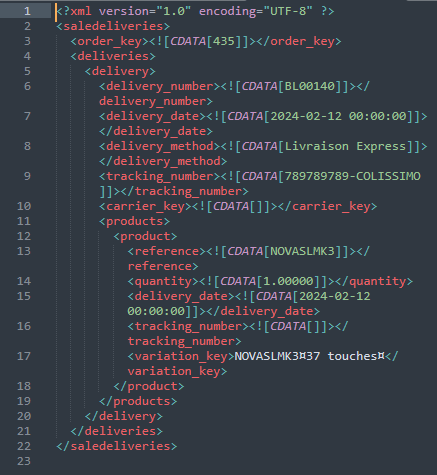 1 <?xml version="1.0" encoding="UTF-8" ?>
2 <saledeliveries>
3 <order_key><![CDATA[435]]></order_key>
4 <deliveries>
5 <delivery>
6 <delivery_number><![CDATA[BL00140]]></
delivery_number>
7 <delivery_date><![CDATA[2024-02-12 00:00:00]]>
</delivery_date>
8 <delivery_method><![CDATA[Livraison Express]]>
</delivery_method>
9 <tracking_number><![CDATA[789789789-COLISSIMO
]]></tracking_number>
10 <carrier_key><![CDATA[]]></carrier_key>
11 <products>
12 <product>
13 <reference><![CDATA[NOVASLMK3]]></
reference>
14 <quantity><![CDATA[1.00000]]></quantity>
15 <delivery_date><![CDATA[2024-02-12
00:00:00]]></delivery_date>
16 <tracking_number><![CDATA[]]></
tracking_number>
17 <variation_key>NOVASLMK3¤37 touches¤</
variation_key>
18 </product>
19 </products>
20 </delivery>
21 </deliveries>
22 </saledeliveries>
23